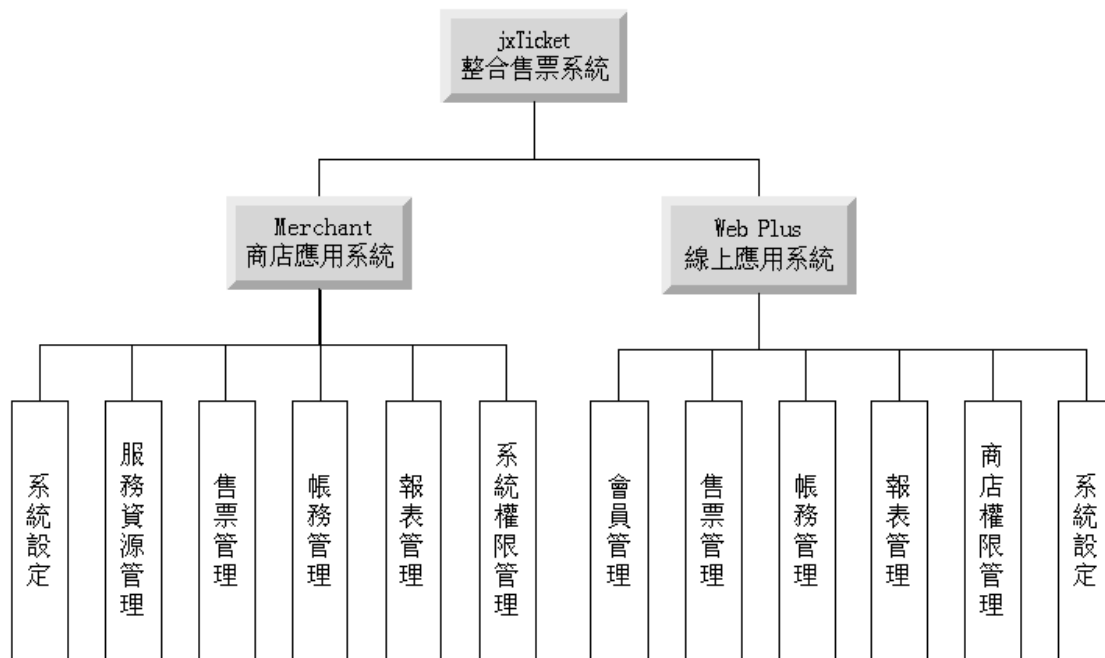 jxTicket
整合售票系統
Merchant
商店應用系統
Web Plus
線上應用系統
系統設定
服務資源管理
售票管理
帳務管理
報表管理
系統權限管理
會員管理
售票管理
帳務管理
報表管理
商店權限管理
系統設定